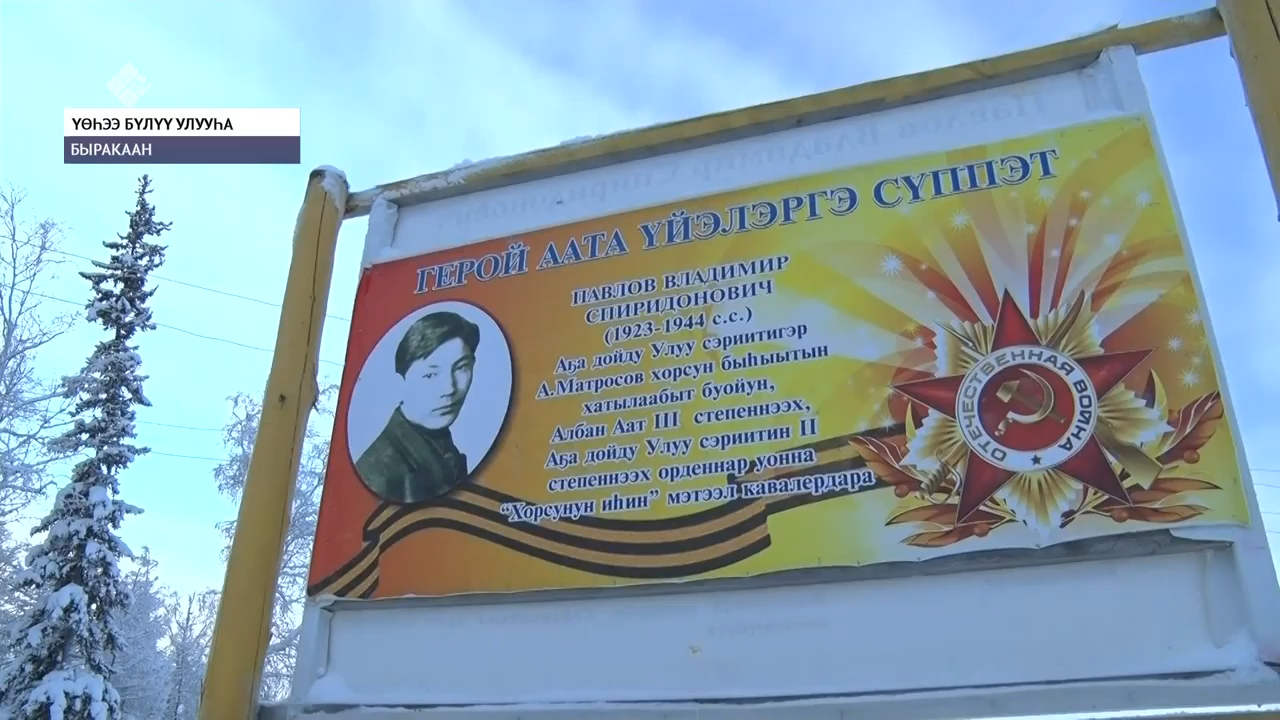 ҮӨҺЭЭ БҮЛҮҮ УЛУУҺА
БЫРАКААН
ГЕРОЙ ААТА ҮЙЭЛЭРГЭ СҮППЭТ
ПАВЛОВ ВЛАДИМИР
СПИРИДОНОВИЧ
(1923-1944 с.с.)
Аҕа дойду Улуу сэриитигэр
А.Матросов хорсун быһыытын
хатылаабыт буойун,
Албан Аат III степеннээх,
Аҕа дойду Улуу сэриитин II
степеннээх орденнар уонна
“Хорсунун иһин” мэтээл кавалердара
ОТЕЧЕСТВЕННАЯ ВОЙНА